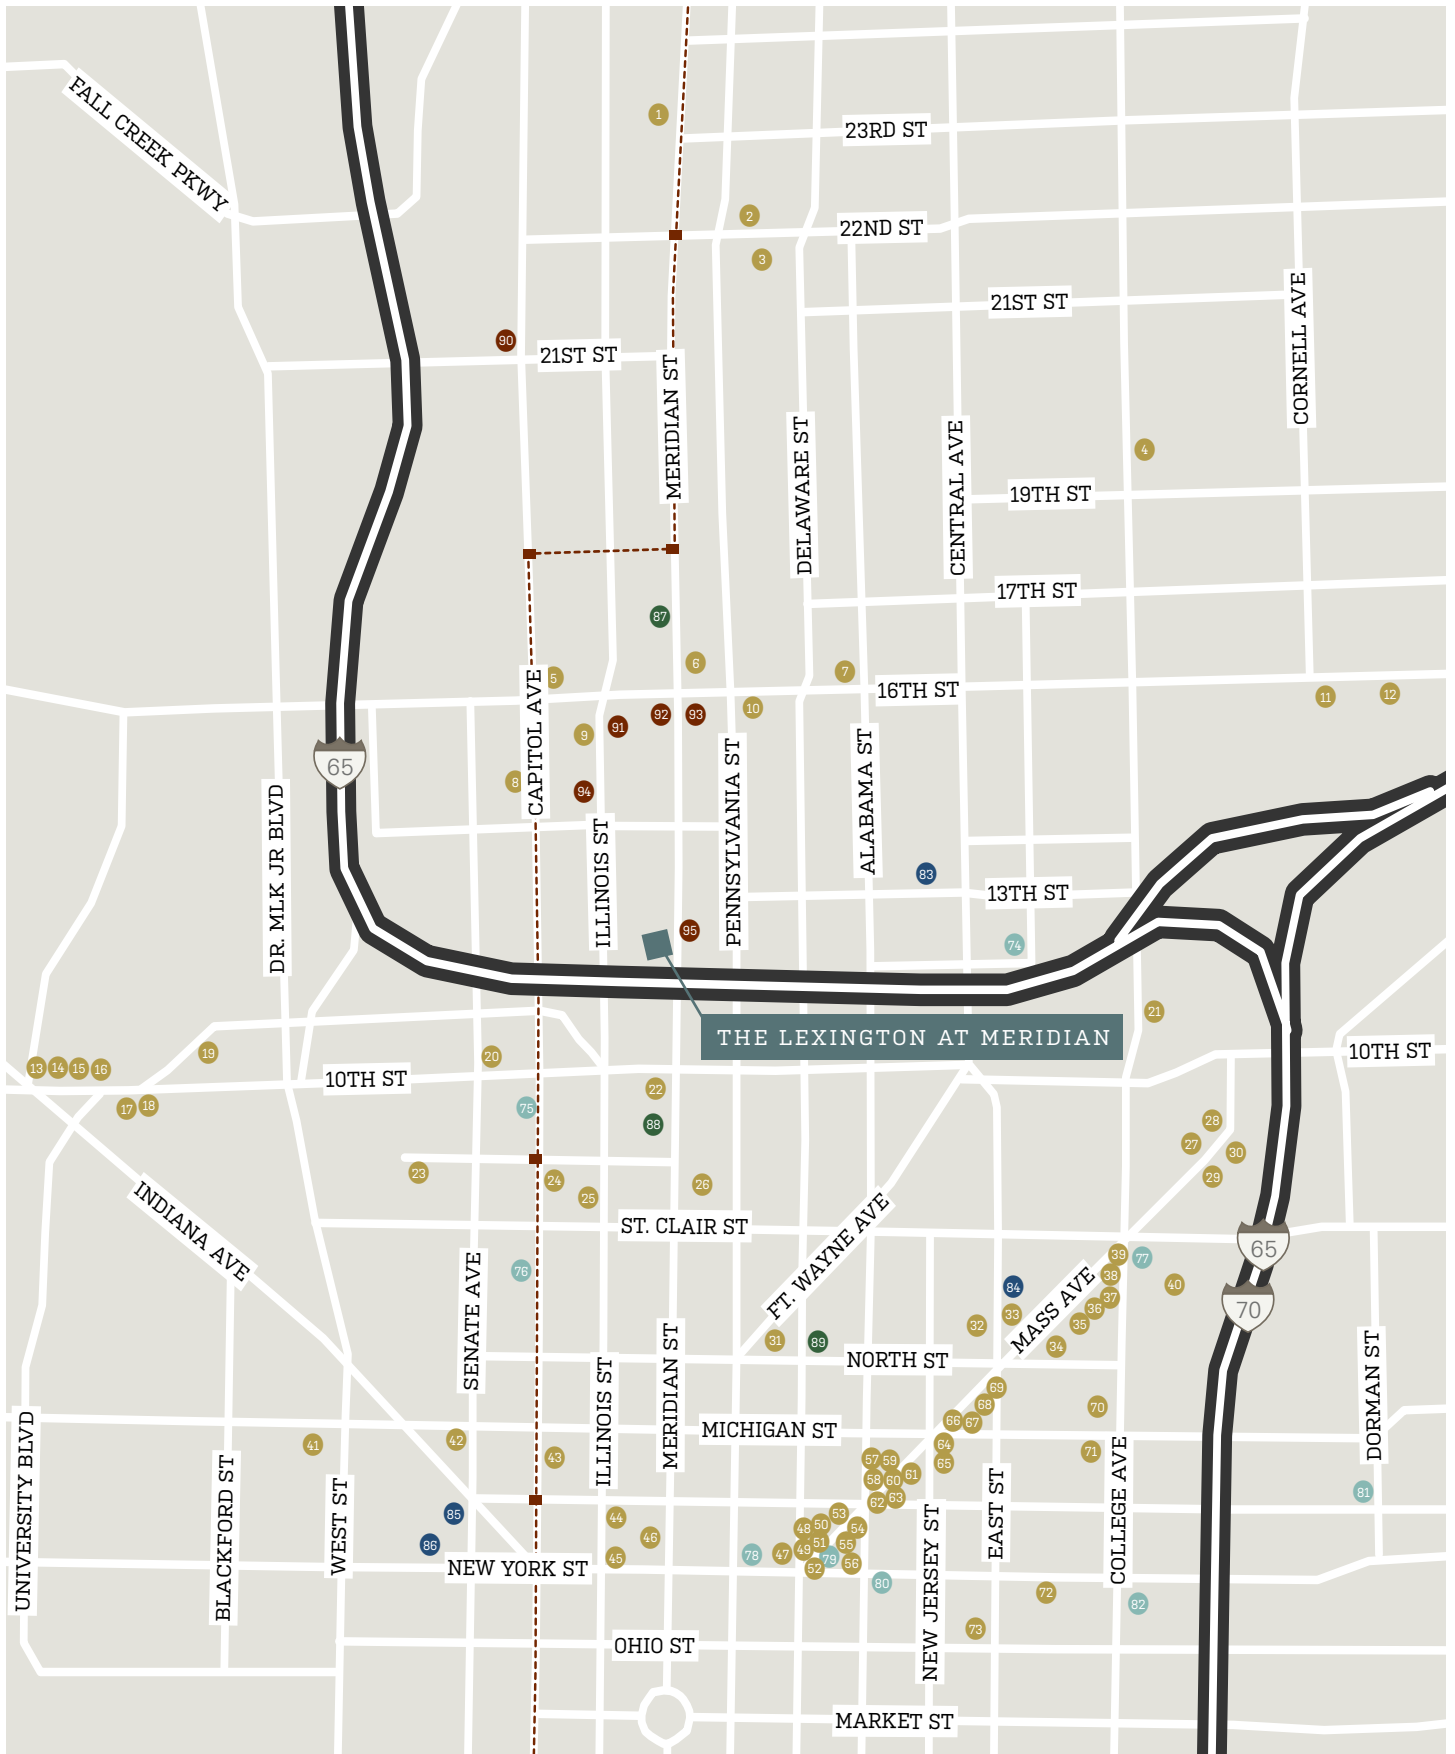 FALL CREEK PKWY
1
23RD ST
2
22ND ST
3
21ST ST
CORNELL AVE
90
21ST ST
MERIDIAN ST
DELAWARE ST
CENTRAL AVE
4
19TH ST
17TH ST
87
5
6
7
16TH ST
10
11
12
CAPITOL AVE
92
93
91
9
65
8
94
DR. MLK JR BLVD
ILLINOIS ST
PENNSYLVANIA ST
ALABAMA ST
83
13TH ST
95
74
21
THE LEXINGTON AT MERIDIAN
13
14
15
16
19
20
10TH ST
10TH ST
17
18
75
22
88
28
27
30
29
23
24
25
26
INDIANA AVE
ST. CLAIR ST
FT. WAYNE AVE
65
70
76
39
77
38
84
40
37
36
33
35
32
MASS AVE
34
SENATE AVE
31
89
NORTH ST
ILLINOIS ST
MERIDIAN ST
DORMAN ST
69
68
70
66
67
MICHIGAN ST
41
42
43
64
65
71
57
59
61
58
60
63
62
81
UNIVERSITY BLVD
BLACKFORD ST
WEST ST
85
86
44
46
45
53
50
48
54
51
55
49
47
78
79
56
52
80
NEW YORK ST
NEW JERSEY ST
EAST ST
COLLEGE AVE
72
82
73
OHIO ST
MARKET ST